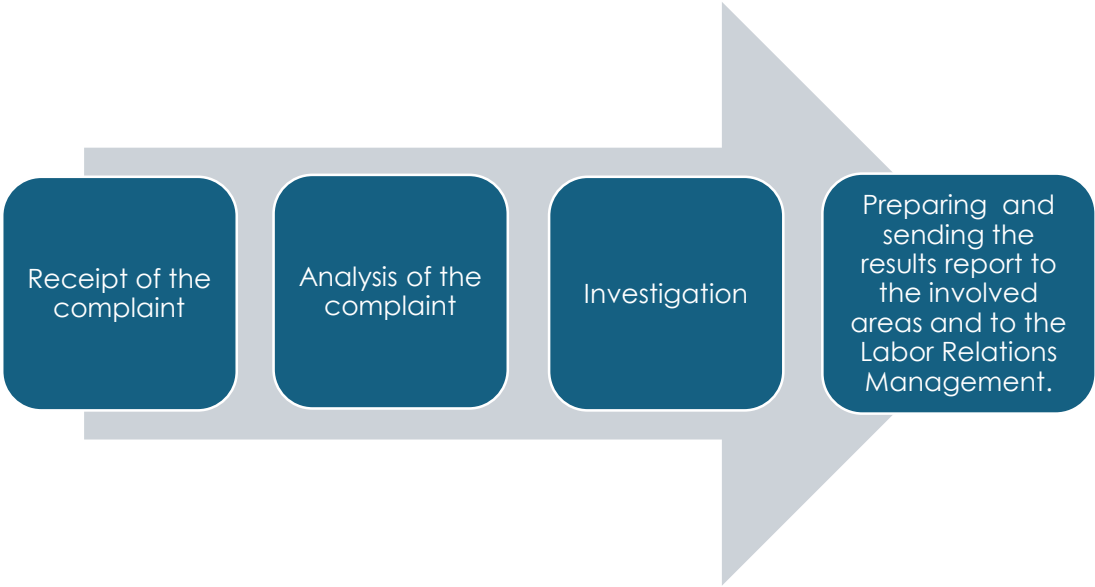 Receipt of the
complaint
Analysis of the
complaint
Investigation
Preparing  and
sending the
results report to
the involved
areas and to the
Labor Relations
Management.